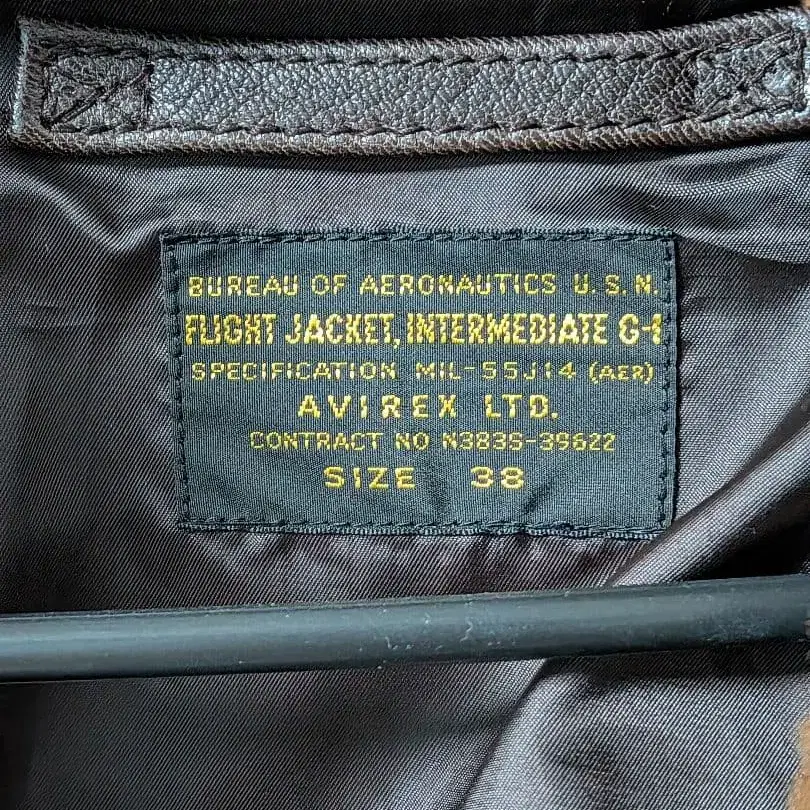 BUREAU OF AERONAUTICS U.S.N.
FLIGHT JACKET, INTERMEDIATE G-1
SPECIFICATION MIL-55J14 (AER)
AVIREX LTD.
CONTRACT NO N383S-39622
SIZE 38